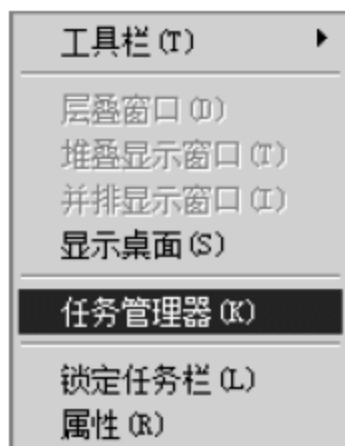 工具栏(T)
层叠窗口(D)
堆叠显示窗口(T)
并排显示窗口(I)
显示桌面(S)
任务管理器(K)
锁定任务栏(L)
属性(R)